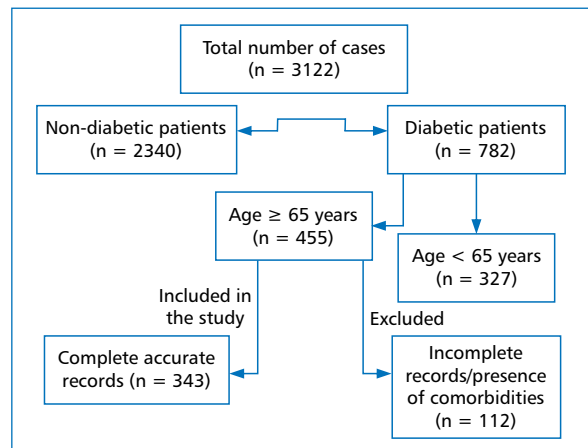 Total number of cases
(n = 3122)
Non-diabetic patients
(n = 2340)
Diabetic patients
(n = 782)
Age ≥ 65 years
(n = 455)
Age < 65 years
(n = 327)
Included in
the study
Excluded
Complete accurate
records (n = 343)
Incomplete
records/presence
of comorbidities
(n = 112)